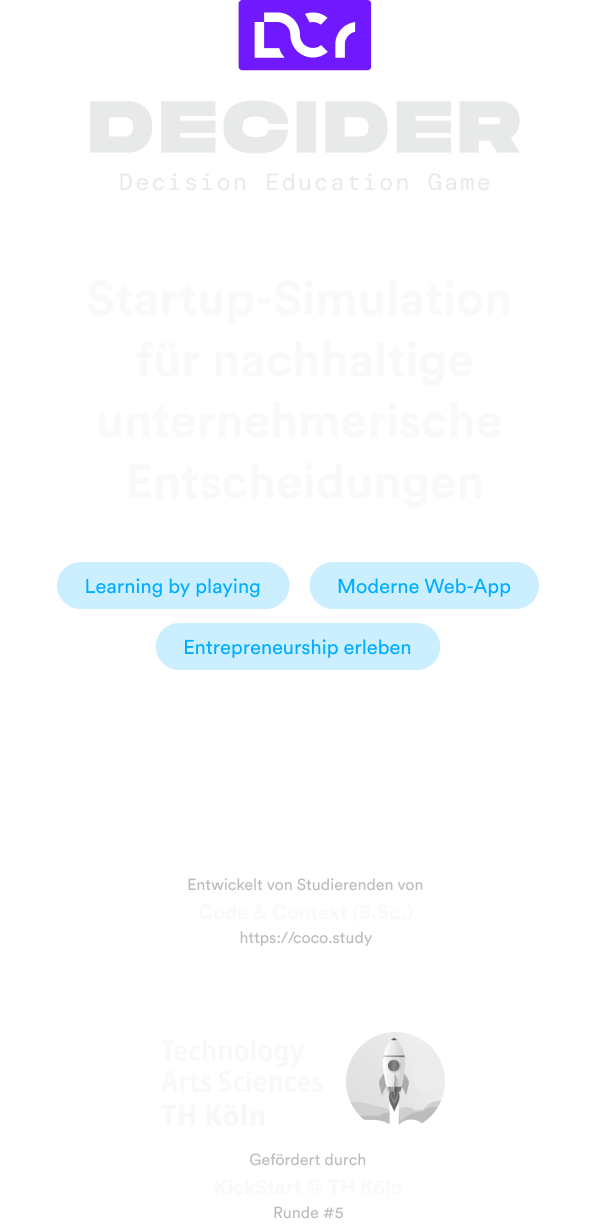 DCr
DECIDER
Decision Education Game
Startup-Simulation
für nachhaltige
unternehmerische
Entscheidungen
Learning by playing
Moderne Web-App
Entrepreneurship erleben
Entwickelt von Studierenden von
Code & Context (B.Sc.)
https://coco.study
Technology
Arts Sciences
TH Köln
Gefördert durch
KickStart @ TH Köln
Runde #5